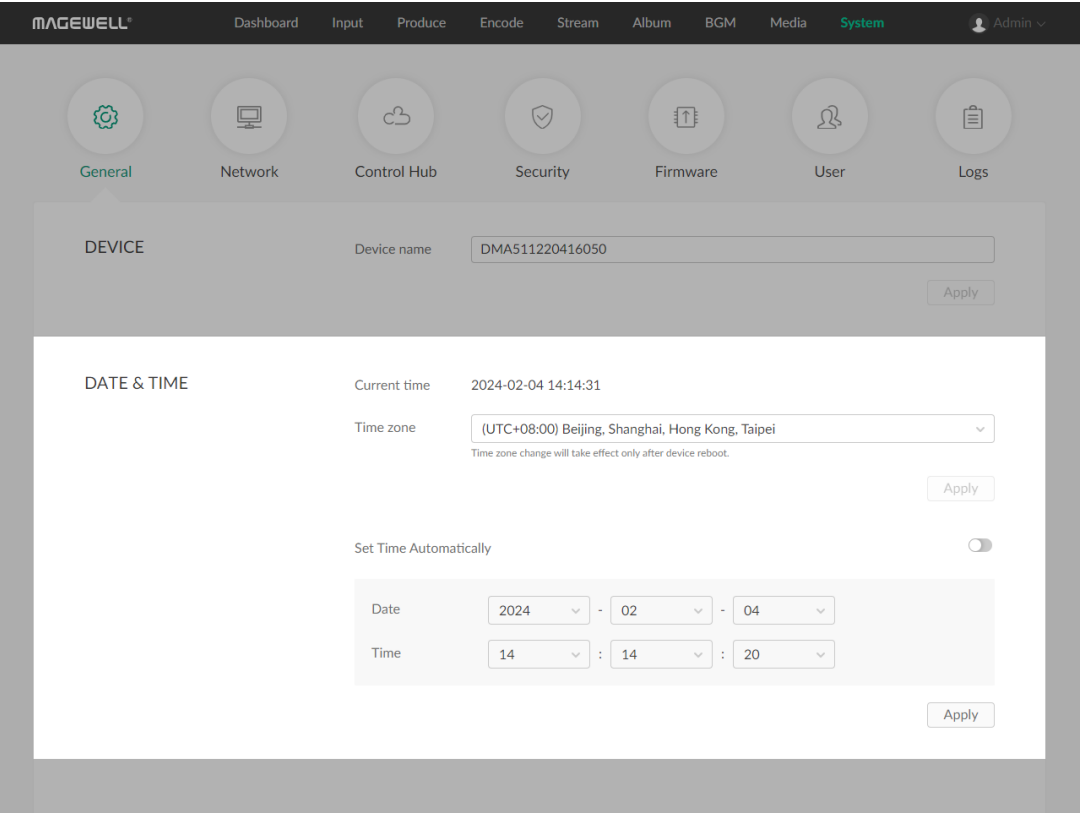 MAGEWELL® Dashboard Input Produce Encode Stream Album BGM Media System Admin
General Network Control Hub Security Firmware User Logs
DEVICE Device name DMA511220416050
Apply
DATE & TIME Current time 2024-02-04 14:14:31
Time zone (UTC+08:00) Beijing, Shanghai, Hong Kong, Taipei
Time zone change will take effect only after device reboot.
Apply
Set Time Automatically
Date 2024 - 02 - 04
Time 14 : 14 : 20
Apply